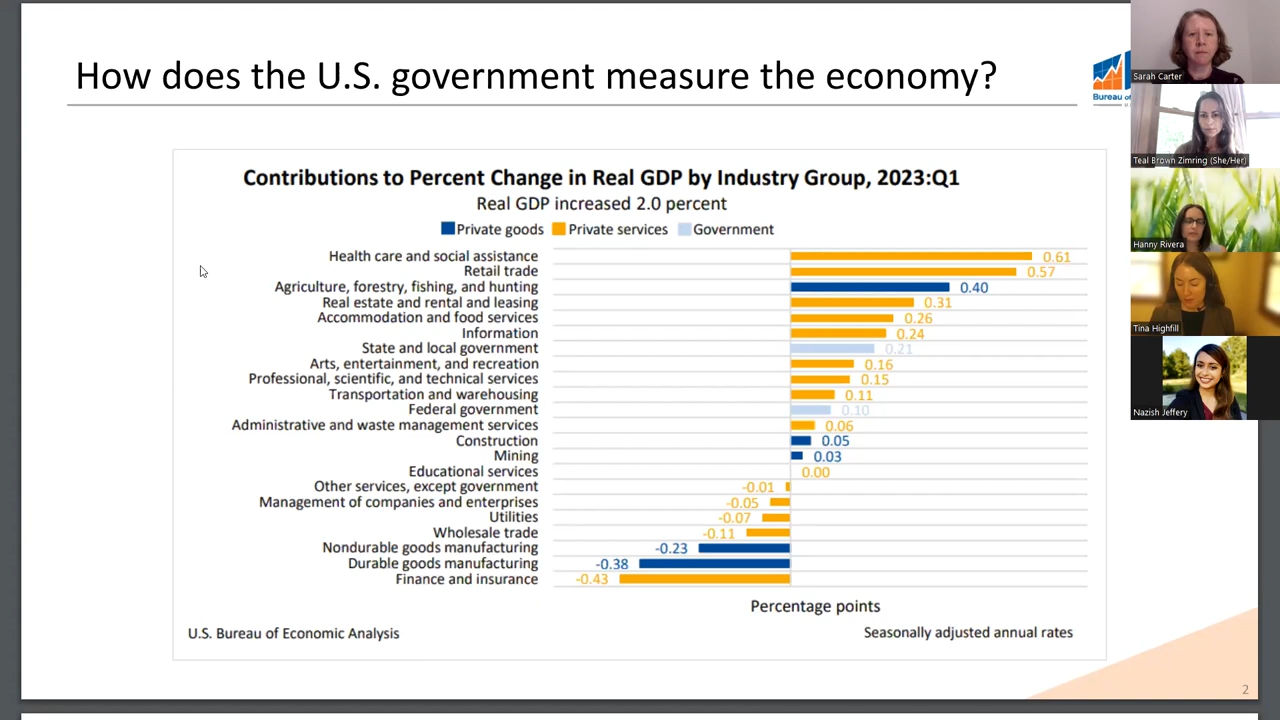 How does the U.S. government measure the economy?
Bureau of
Contributions to Percent Change in Real GDP by Industry Group, 2023:Q1
Real GDP increased 2.0 percent
Private goods Private services Government
Health care and social assistance 0.61
Retail trade 0.57
Agriculture, forestry, fishing, and hunting 0.40
Real estate and rental and leasing 0.31
Accommodation and food services 0.26
Information 0.24
State and local government 0.21
Arts, entertainment, and recreation 0.16
Professional, scientific, and technical services 0.15
Transportation and warehousing 0.11
Federal government 0.10
Administrative and waste management services 0.06
Construction 0.05
Mining 0.03
Educational services 0.00
Other services, except government -0.01
Management of companies and enterprises -0.05
Utilities -0.07
Wholesale trade -0.11
Nondurable goods manufacturing -0.23
Durable goods manufacturing -0.38
Finance and insurance -0.43
Percentage points
U.S. Bureau of Economic Analysis
Seasonally adjusted annual rates
2
Sarah Carter
Teal Brown Zimring (She/Her)
Hanny Rivera
Tina Highfill
Nazish Jeffery